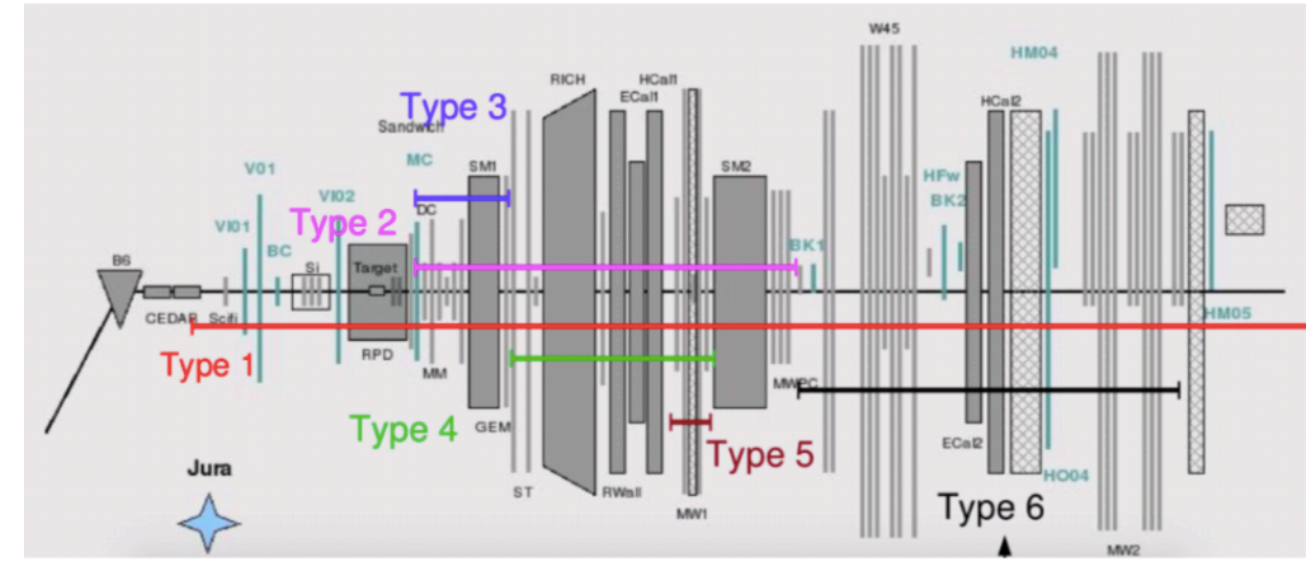 W45
HM04
RICH
HCal1
ECal1
HCal2
Type 3
Sandwich
MC
V01
SM1
SM2
HFw
BK2
VI02
DC
Type 2
VI01
BC
BK1
B6
Si
Target
CEDAR
Scifi
HM05
RPD
Type 1
MM
MWPC
Type 4
GEM
Type 5
ECal2
Jura
HO04
ST
RWall
MW1
Type 6
MW2